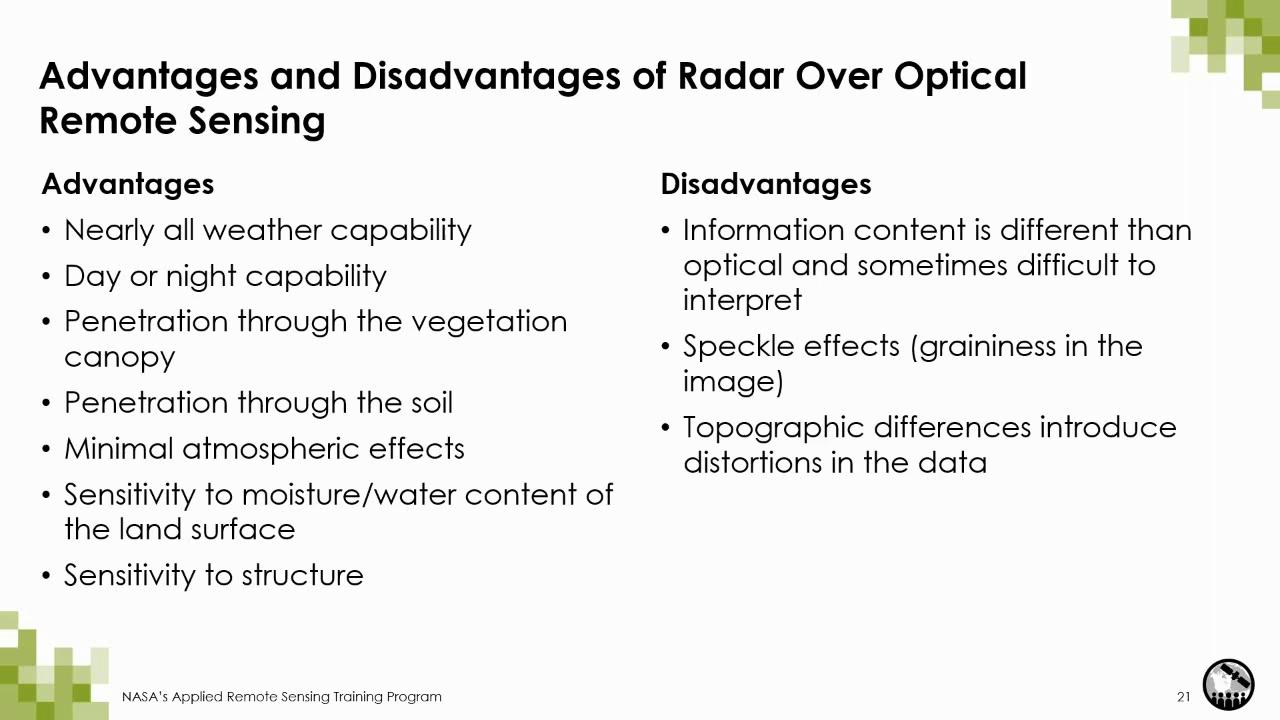 Advantages and Disadvantages of Radar Over Optical
Remote Sensing
Advantages
• Nearly all weather capability
• Day or night capability
• Penetration through the vegetation
canopy
• Penetration through the soil
• Minimal atmospheric effects
• Sensitivity to moisture/water content of
the land surface
• Sensitivity to structure
Disadvantages
• Information content is different than
optical and sometimes difficult to
interpret
• Speckle effects (graininess in the
image)
• Topographic differences introduce
distortions in the data
NASA's Applied Remote Sensing Training Program
21